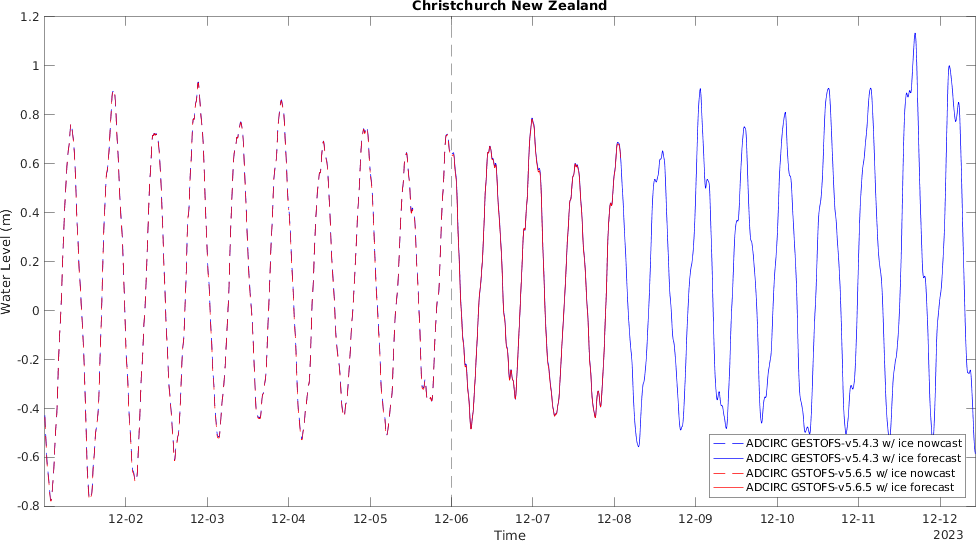 Christchurch New Zealand
1.2
1
0.8
0.6
0.4
0.2
0
-0.2
-0.4
-0.6
-0.8
Water Level (m)
12-02 12-03 12-04 12-05 12-06 12-07 12-08 12-09 12-10 12-11 12-12
2023
Time
ADCIRC GESTOFS-v5.4.3 w/ ice nowcast
ADCIRC GESTOFS-v5.4.3 w/ ice forecast
ADCIRC GSTOFS-v5.6.5 w/ ice nowcast
ADCIRC GSTOFS-v5.6.5 w/ ice forecast